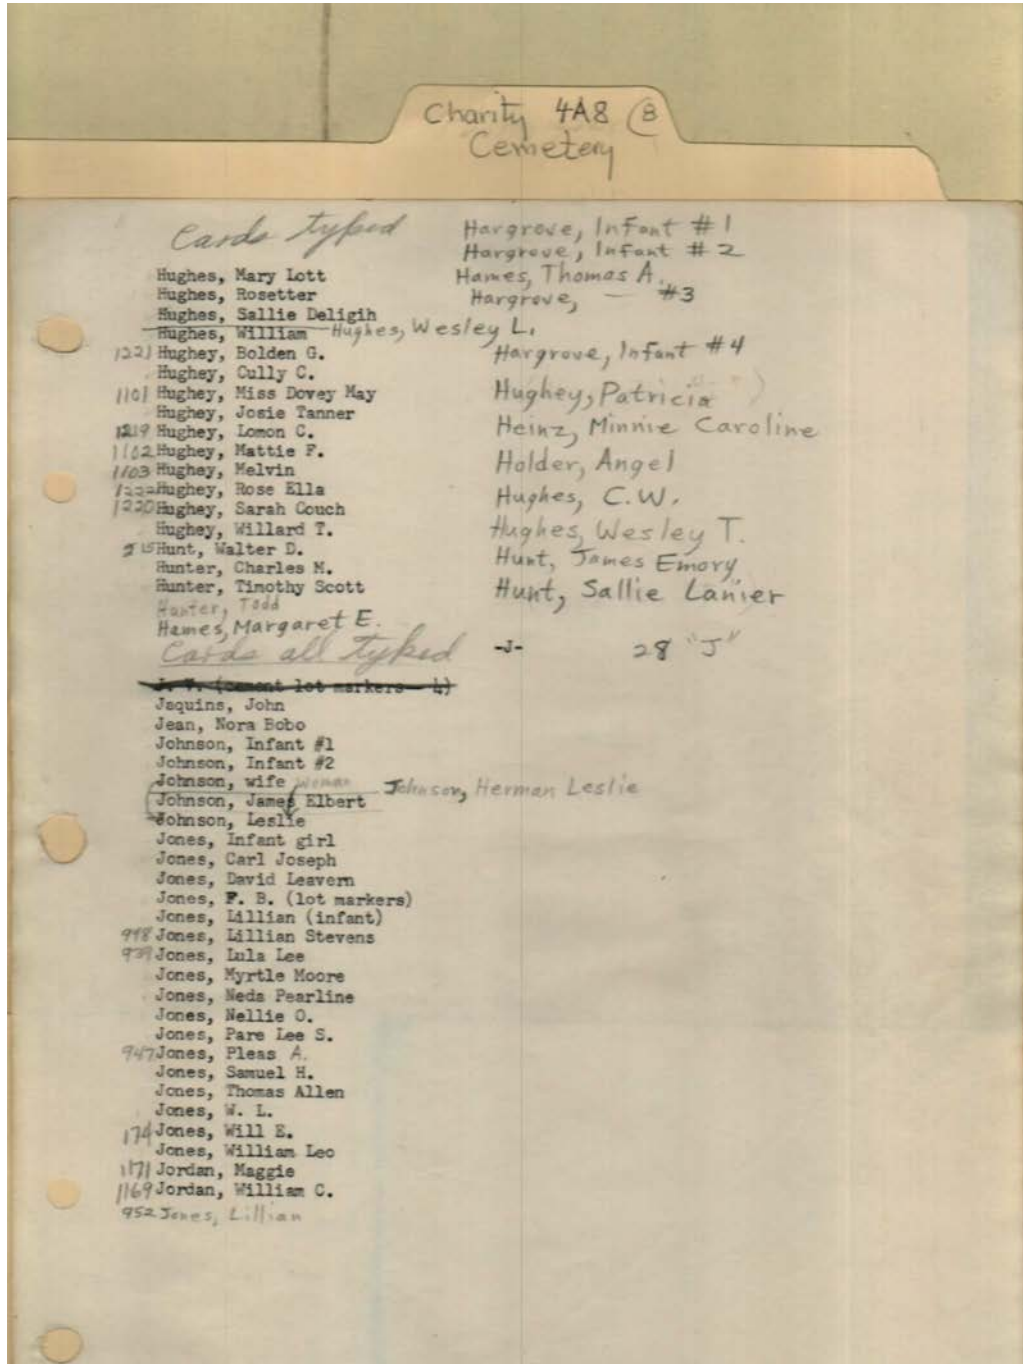 Charity 4A8 B
Cemetery
Cards typed
Hargrove, Infant #1
Hargrove, Infant #2
Hughes, Mary Lott
Hames, Thomas A.
Hughes, Rosetter
Hargrove, — #3
Hughes, Sallie Deligih
Hughes, William Hughes, Wesley L.
1221 Hughey, Bolden G.
Hargrove, Infant #4
Hughey, Cully C.
1101 Hughey, Miss Dovey May
Hughey, Patricia
Hughey, Josie Tanner
1219 Hughey, Lomon C.
Heinz, Minnie Caroline
1102 Hughey, Mattie F.
1103 Hughey, Melvin
Holder, Angel
1222 Hughey, Rose Ella
Hughes, C.W.
1220 Hughey, Sarah Couch
Hughey, Willard T.
Hughes, Wesley T.
Hunt, Walter D.
Hunter, Charles M.
Hunt, James Emory
Hunter, Timothy Scott
Hunt, Sallie Lanier
Hunter, Todd
Hames, Margaret E.
Cards all typed
-J-
28 "J"
J. T. (cement lot markers- 4)
Jaquins, John
Jean, Nora Bobo
Johnson, Infant #1
Johnson, Infant #2
Johnson, wife woman
Johnson, Herman Leslie
Johnson, James Elbert
Johnson, Leslie
Jones, Infant girl
Jones, Carl Joseph
Jones, David Leavern
Jones, F. B. (lot markers)
Jones, Lillian (infant)
948 Jones, Lillian Stevens
939 Jones, Lula Lee
Jones, Myrtle Moore
Jones, Neda Pearline
Jones, Nellie O.
Jones, Pare Lee S.
947 Jones, Pleas A.
Jones, Samuel H.
Jones, Thomas Allen
Jones, W. L.
174 Jones, Will E.
Jones, William Leo
1171 Jordan, Maggie
1169 Jordan, William C.
952 Jones, Lillian